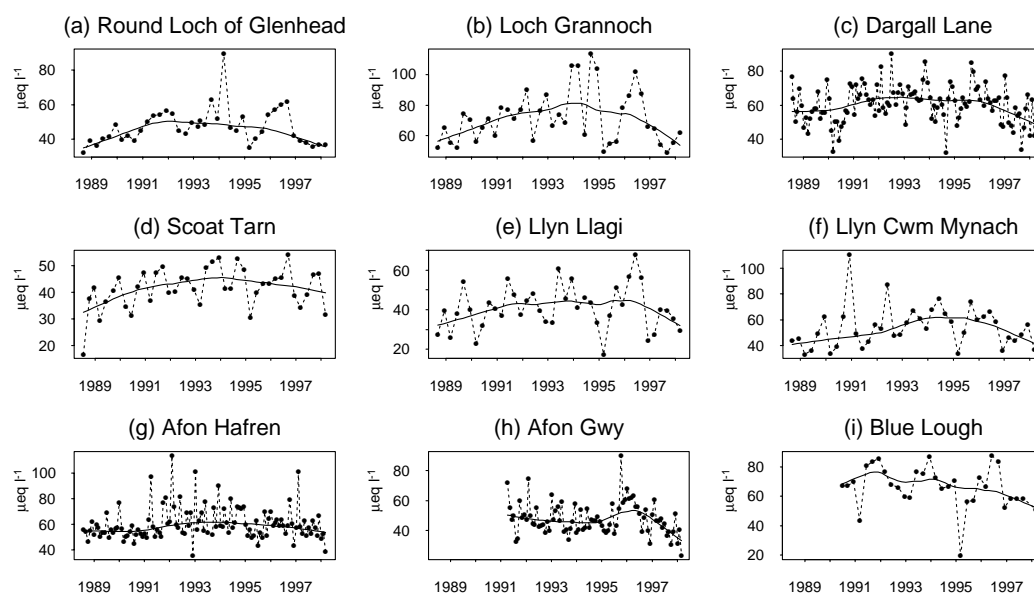 (a) Round Loch of Glenhead
µeq l-1
80
60
40
1989 1991 1993 1995 1997
(b) Loch Grannoch
µeq l-1
100
80
60
1989 1991 1993 1995 1997
(c) Dargall Lane
µeq l-1
80
60
40
1989 1991 1993 1995 1997
(d) Scoat Tarn
µeq l-1
50
40
30
20
1989 1991 1993 1995 1997
(e) Llyn Llagi
µeq l-1
60
40
20
1989 1991 1993 1995 1997
(f) Llyn Cwm Mynach
µeq l-1
100
80
60
40
1989 1991 1993 1995 1997
(g) Afon Hafren
µeq l-1
100
80
60
40
1989 1991 1993 1995 1997
(h) Afon Gwy
µeq l-1
80
60
40
1989 1991 1993 1995 1997
(i) Blue Lough
µeq l-1
80
60
40
20
1989 1991 1993 1995 1997